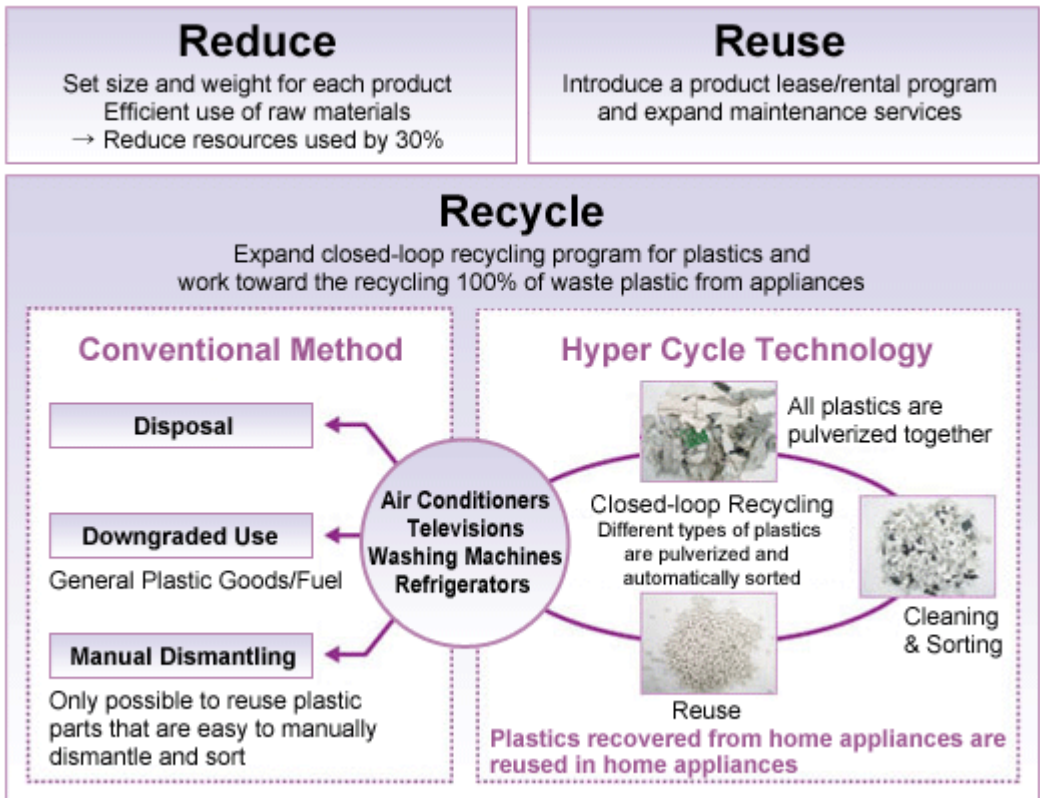 Reduce
Set size and weight for each product
Efficient use of raw materials
→ Reduce resources used by 30%
Reuse
Introduce a product lease/rental program
and expand maintenance services
Recycle
Expand closed-loop recycling program for plastics and
work toward the recycling 100% of waste plastic from appliances
Conventional Method
Disposal
Downgraded Use
General Plastic Goods/Fuel
Manual Dismantling
Only possible to reuse plastic
parts that are easy to manually
dismantle and sort
Air Conditioners
Televisions
Washing Machines
Refrigerators
Hyper Cycle Technology
All plastics are
pulverized together
Closed-loop Recycling
Different types of plastics
are pulverized and
automatically sorted
Cleaning
& Sorting
Reuse
Plastics recovered from home appliances are
reused in home appliances